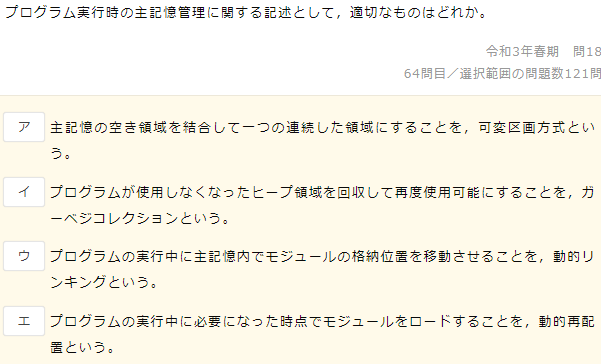 プログラム実行時の主記憶管理に関する記述として，適切なものはどれか。
令和3年春期　問18
64問目／選択範囲の問題数121問
ア
主記憶の空き領域を結合して一つの連続した領域にすることを，可変区画方式とい
う。
イ
プログラムが使用しなくなったヒープ領域を回収して再度使用可能にすることを，ガ
ーベジコレクションという。
ウ
プログラムの実行中に主記憶内でモジュールの格納位置を移動させることを，動的リ
ンキングという。
エ
プログラムの実行中に必要になった時点でモジュールをロードすることを，動的再配
置という。